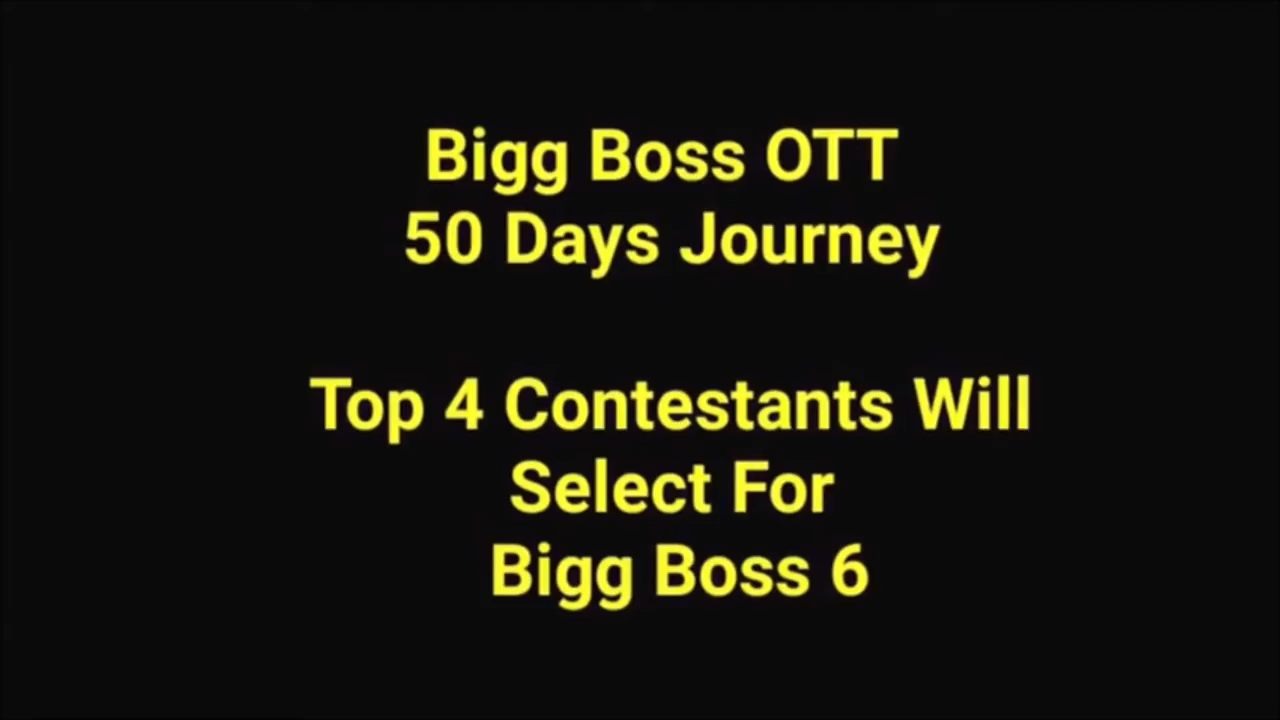 Bigg Boss OTT
50 Days Journey
Top 4 Contestants Will
Select For
Bigg Boss 6